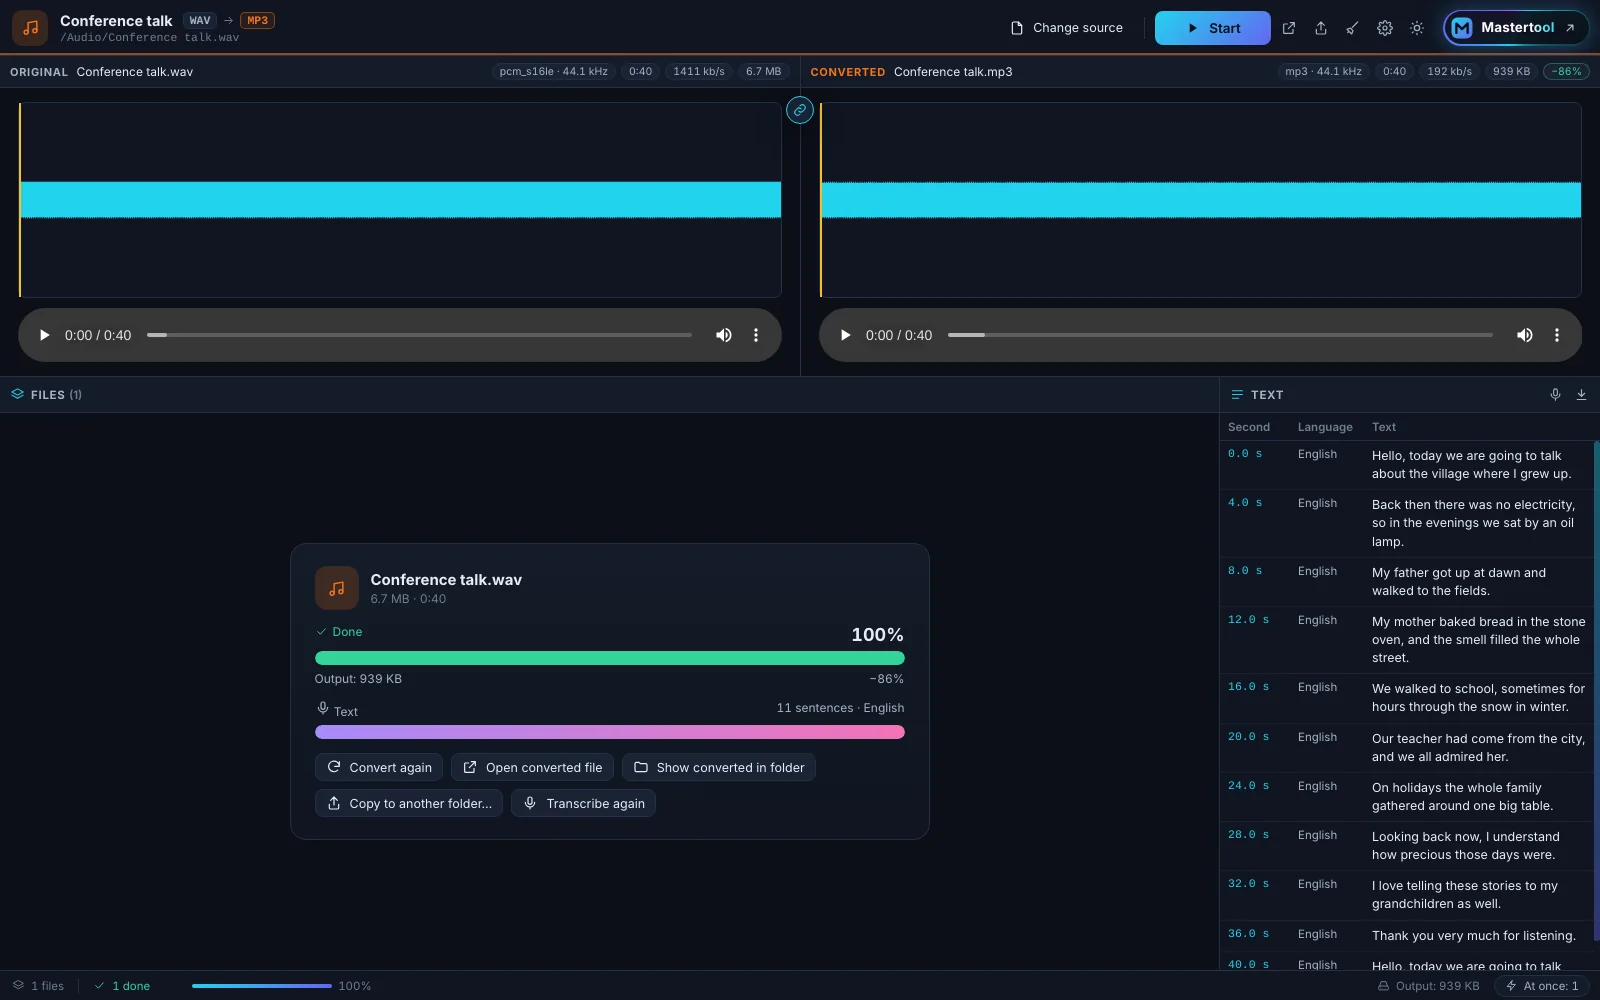 Conference talk WAV → MP3
/Audio/Conference talk.wav
Change source
Start
Mastertool
ORIGINAL Conference talk.wav pcm_s16le · 44.1 kHz 0:40 1411 kb/s 6.7 MB
CONVERTED Conference talk.mp3 mp3 · 44.1 kHz 0:40 192 kb/s 939 KB −86%
0:00 / 0:40
0:00 / 0:40
FILES (1)
Conference talk.wav
6.7 MB · 0:40
Done 100%
Output: 939 KB −86%
Text 11 sentences · English
Convert again
Open converted file
Show converted in folder
Copy to another folder...
Transcribe again
TEXT
Second Language Text
0.0 s English Hello, today we are going to talk
about the village where I grew up.
4.0 s English Back then there was no electricity,
so in the evenings we sat by an oil
lamp.
8.0 s English My father got up at dawn and
walked to the fields.
12.0 s English My mother baked bread in the stone
oven, and the smell filled the whole
street.
16.0 s English We walked to school, sometimes for
hours through the snow in winter.
20.0 s English Our teacher had come from the city,
and we all admired her.
24.0 s English On holidays the whole family
gathered around one big table.
28.0 s English Looking back now, I understand
how precious those days were.
32.0 s English I love telling these stories to my
grandchildren as well.
36.0 s English Thank you very much for listening.
40.0 s English Hello, today we are going to talk
1 files 1 done 100%
Output: 939 KB At once: 1